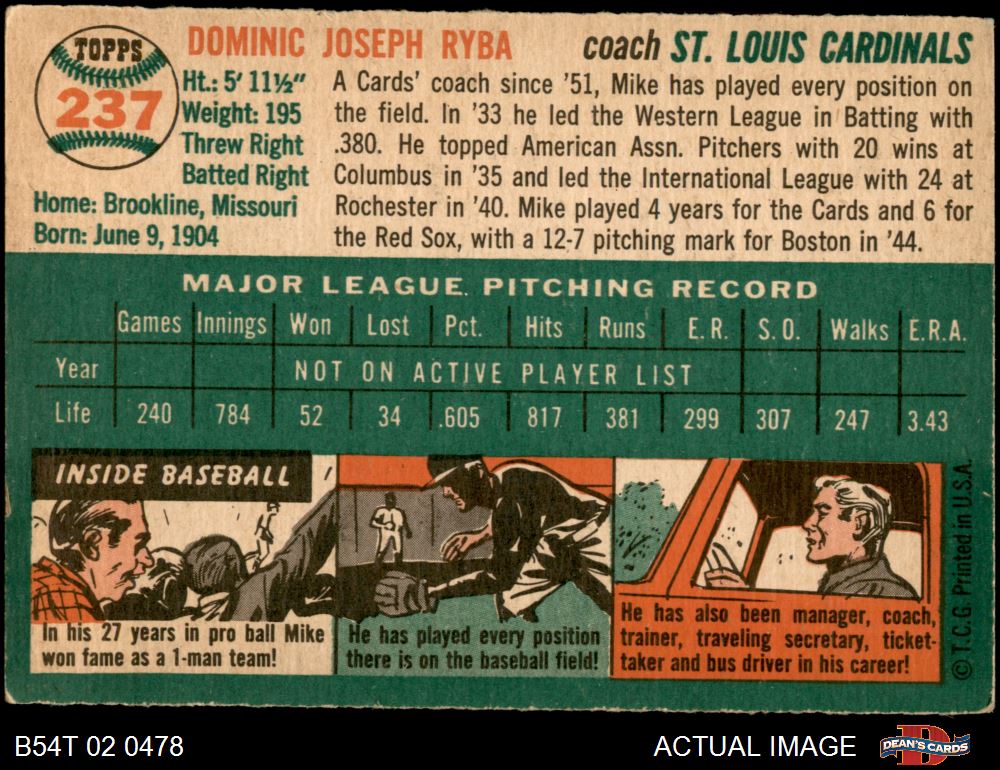 TOPPS
237
DOMINIC JOSEPH RYBA
coach ST. LOUIS CARDINALS
Ht.: 5' 11½"
Weight: 195
Threw Right
Batted Right
Home: Brookline, Missouri
Born: June 9, 1904
A Cards' coach since '51, Mike has played every position on
the field. In '33 he led the Western League in Batting with
.380. He topped American Assn. Pitchers with 20 wins at
Columbus in '35 and led the International League with 24 at
Rochester in '40. Mike played 4 years for the Cards and 6 for
the Red Sox, with a 12-7 pitching mark for Boston in '44.
MAJOR LEAGUE PITCHING RECORD
Games Innings Won Lost Pct. Hits Runs E.R. S.O. Walks E.R.A.
Year NOT ON ACTIVE PLAYER LIST
Life 240 784 52 34 .605 817 381 299 307 247 3.43
INSIDE BASEBALL
In his 27 years in pro ball Mike
won fame as a 1-man team!
He has played every position
there is on the baseball field!
He has also been manager, coach,
trainer, traveling secretary, ticket-
taker and bus driver in his career!
© T.C.G. Printed in U.S.A.
B54T 02 0478
ACTUAL IMAGE
DEAN'S CARDS